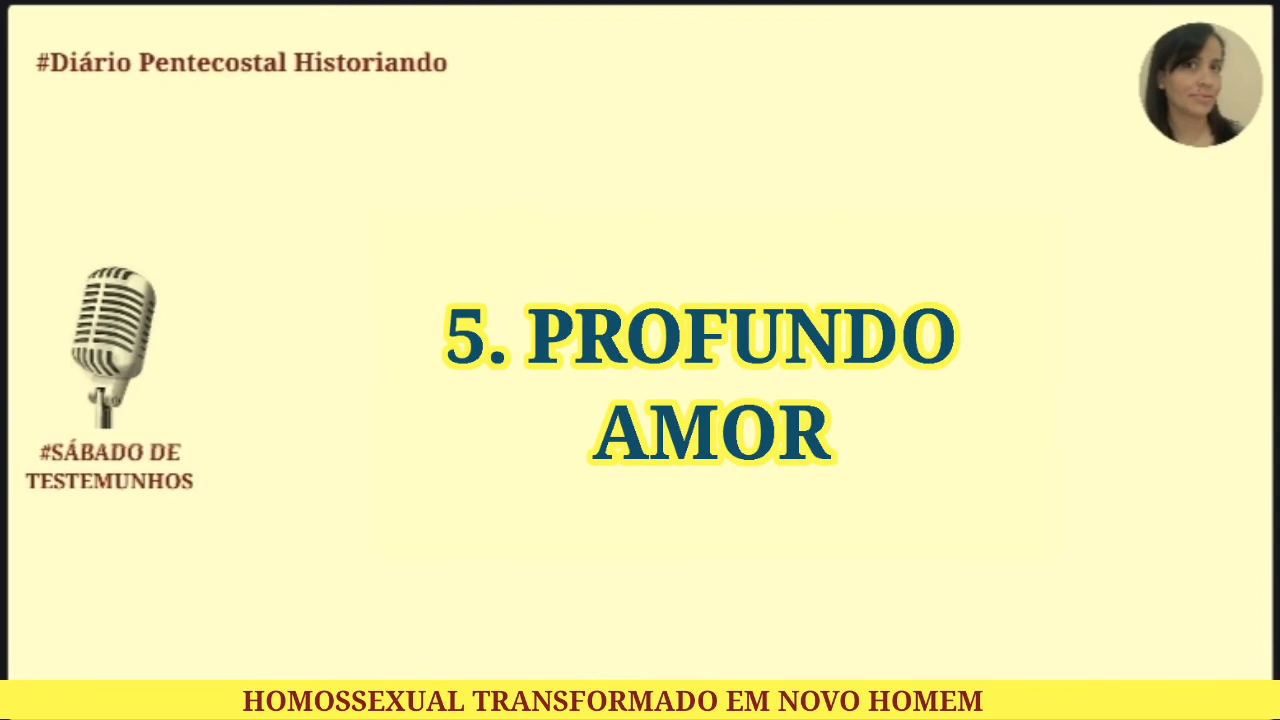 #Diário Pentecostal Historiando
5. PROFUNDO
AMOR
#SÁBADO DE
TESTEMUNHOS
HOMOSSEXUAL TRANSFORMADO EM NOVO HOMEM